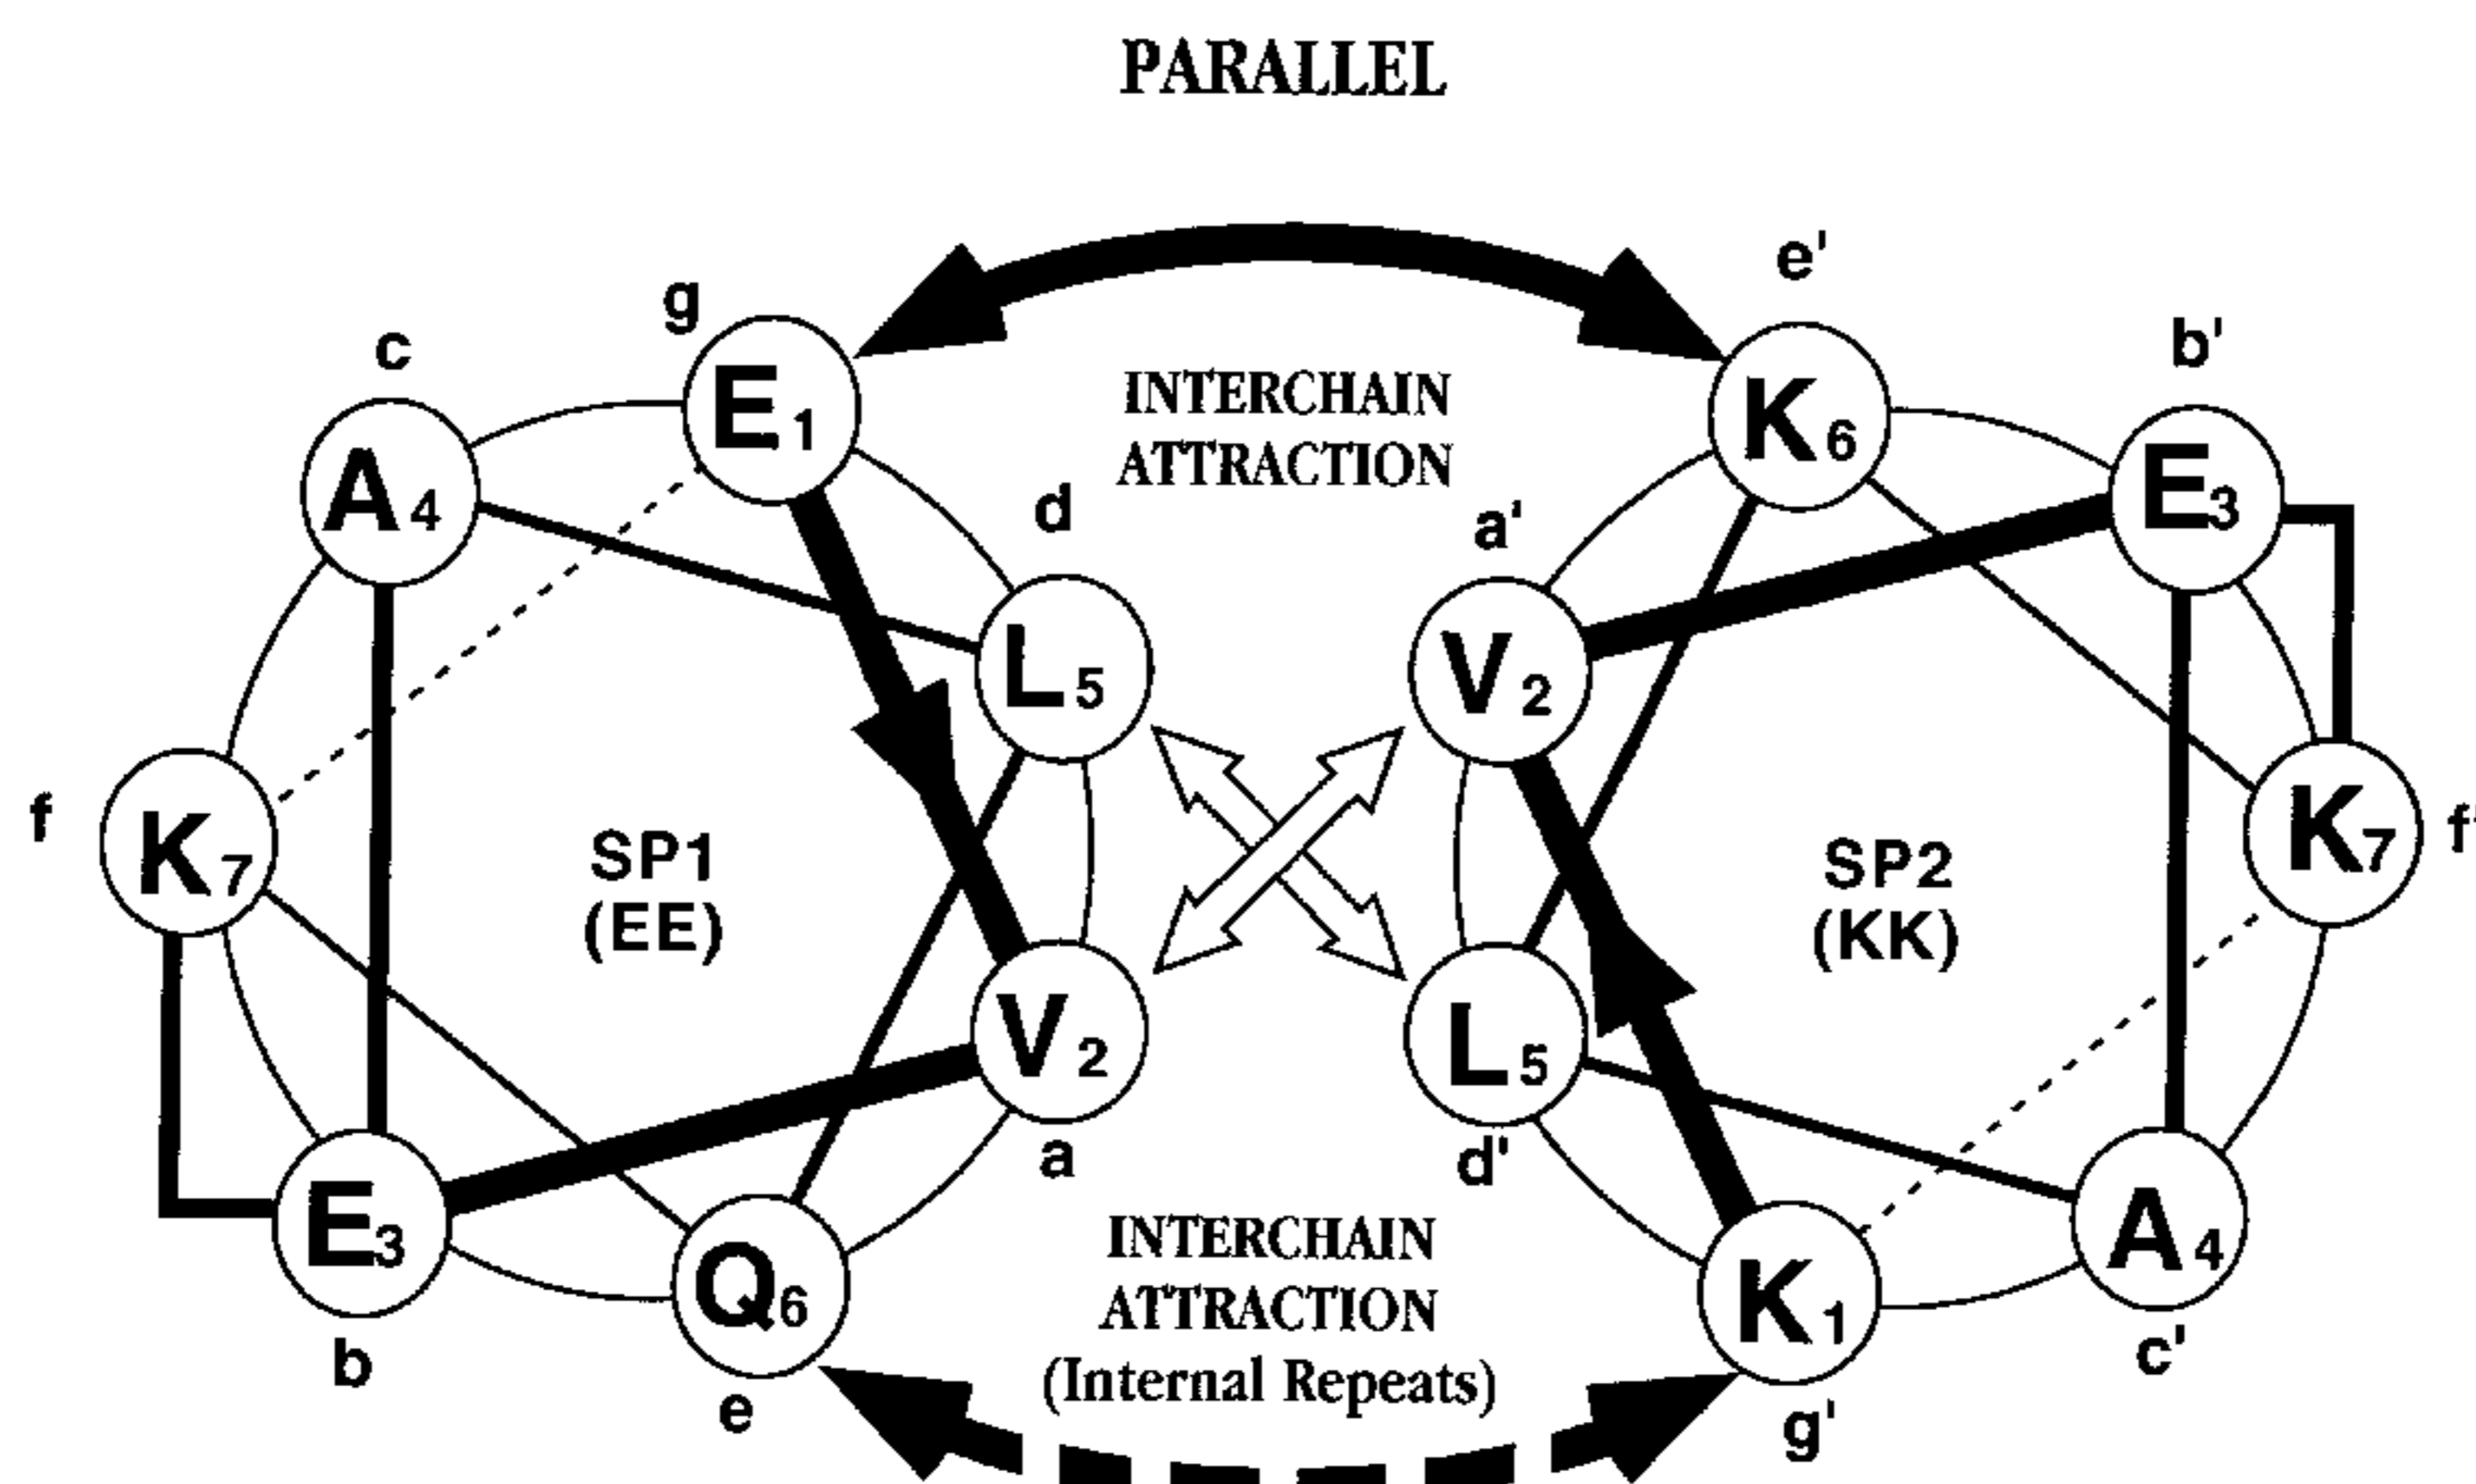 PARALLEL
e'
g
b'
c
E1
K6
INTERCHAIN
ATTRACTION
A4
E3
d
a'
L5
V2
f
K7
SP1
(EE)
SP2
(KK)
K7
f'
V2
L5
a
d'
E3
Q6
INTERCHAIN
ATTRACTION
(Internal Repeats)
K1
A4
b
e
g'
c'